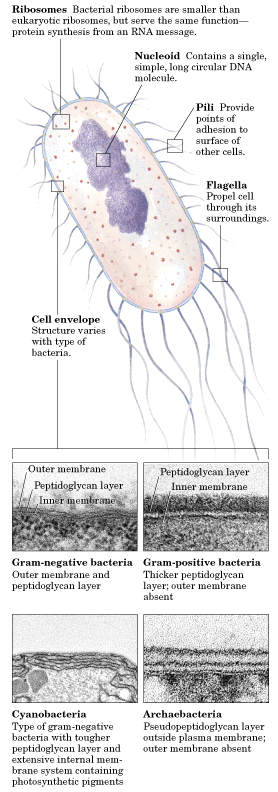 Ribosomes  Bacterial ribosomes are smaller than
eukaryotic ribosomes, but serve the same function—
protein synthesis from an RNA message.
Nucleoid  Contains a single,
simple, long circular DNA
molecule.
Pili  Provide
points of
adhesion to
surface of
other cells.
Flagella
Propel cell
through its
surroundings.
Cell envelope
Structure varies
with type of
bacteria.
Outer membrane
Peptidoglycan layer
Inner membrane
Peptidoglycan layer
Inner membrane
Gram-negative bacteria
Outer membrane and
peptidoglycan layer
Gram-positive bacteria
Thicker peptidoglycan
layer; outer membrane
absent
Cyanobacteria
Type of gram-negative
bacteria with tougher
peptidoglycan layer and
extensive internal mem-
brane system containing
photosynthetic pigments
Archaebacteria
Pseudopeptidoglycan layer
outside plasma membrane;
outer membrane absent